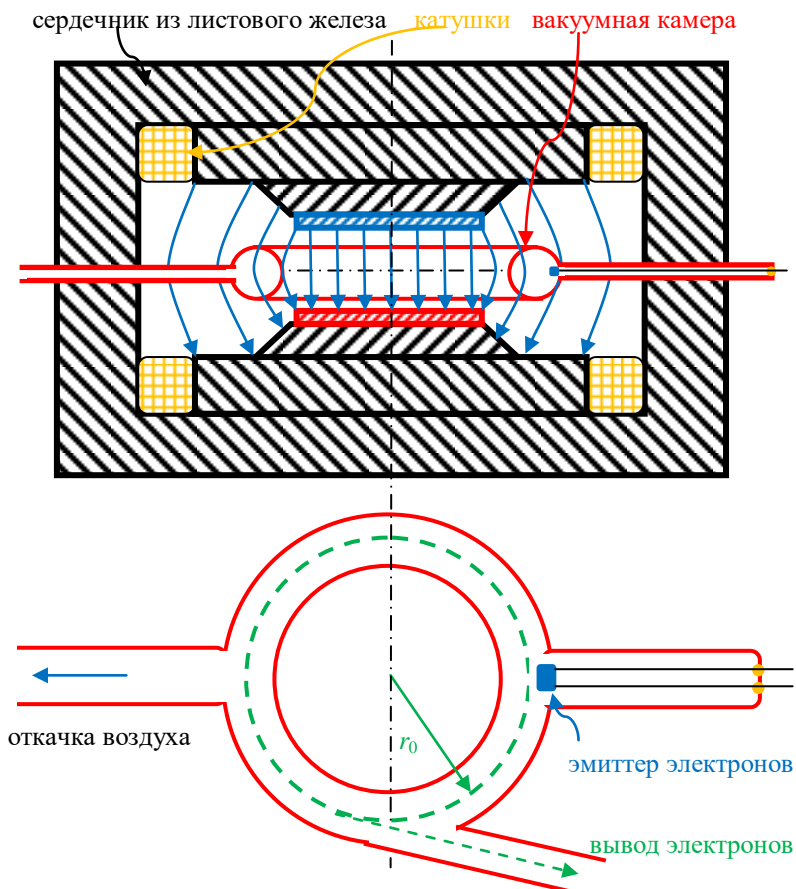 сердечник из листового железа катушки вакуумная камера
r₀
откачка воздуха
эмиттер электронов
вывод электронов